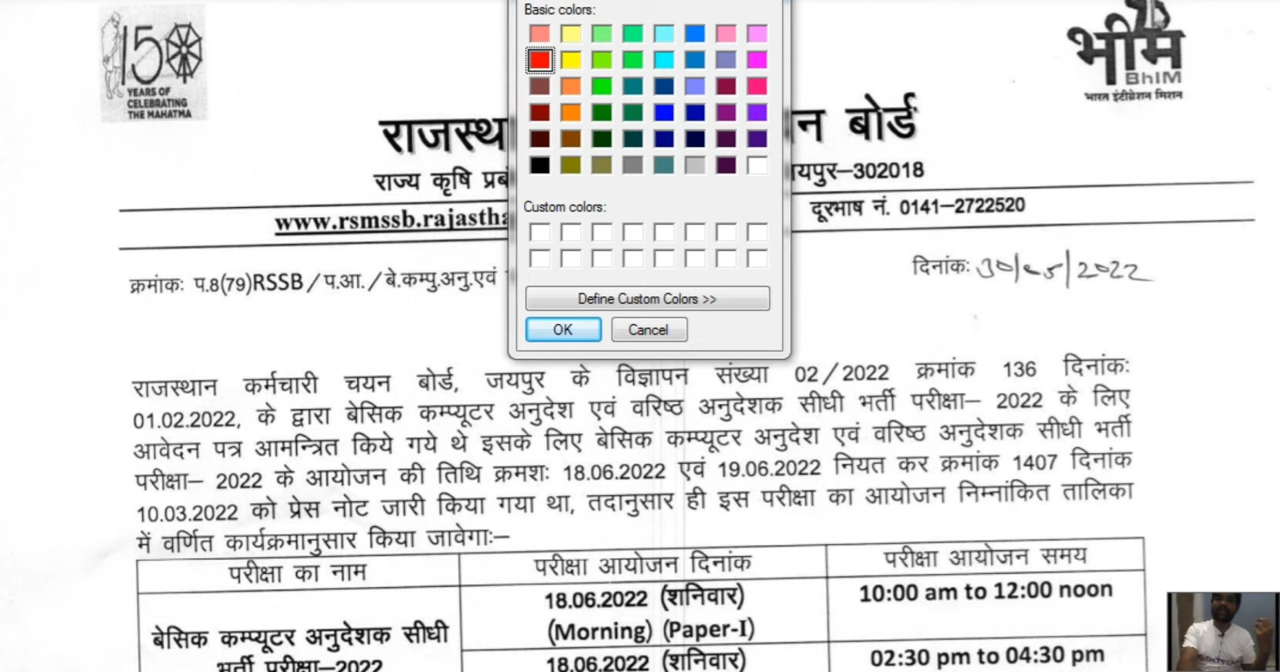 150
YEARS OF
CELEBRATING
THE MAHATMA
Basic colors:
Custom colors:
Define Custom Colors >>
OK
Cancel
भीम
BhIM
भारत इंटीग्रेशन मिशन
राजस्थ
न बोर्ड
राज्य कृषि प्रबं
यपुर–302018
www.rsmssb.rajastha
दूरभाष नं. 0141–2722520
क्रमांकः प.8(79)RSSB/प.आ./बे.कम्पु.अनु.एवं
दिनांकः 30/05/2022
राजस्थान कर्मचारी चयन बोर्ड, जयपुर के विज्ञापन संख्या 02/2022 क्रमांक 136 दिनांकः
01.02.2022, के द्वारा बेसिक कम्प्यूटर अनुदेश एवं वरिष्ठ अनुदेशक सीधी भर्ती परीक्षा– 2022 के लिए
आवेदन पत्र आमन्त्रित किये गये थे इसके लिए बेसिक कम्प्यूटर अनुदेश एवं वरिष्ठ अनुदेशक सीधी भर्ती
परीक्षा– 2022 के आयोजन की तिथि क्रमशः 18.06.2022 एवं 19.06.2022 नियत कर क्रमांक 1407 दिनांक
10.03.2022 को प्रेस नोट जारी किया गया था, तदानुसार ही इस परीक्षा का आयोजन निम्नांकित तालिका
में वर्णित कार्यक्रमानुसार किया जावेगाः–
परीक्षा का नाम
परीक्षा आयोजन दिनांक
परीक्षा आयोजन समय
बेसिक कम्प्यूटर अनुदेशक सीधी
भर्ती परीक्षा–2022
18.06.2022 (शनिवार)
(Morning) (Paper-I)
10:00 am to 12:00 noon
18.06.2022 (शनिवार)
02:30 pm to 04:30 pm